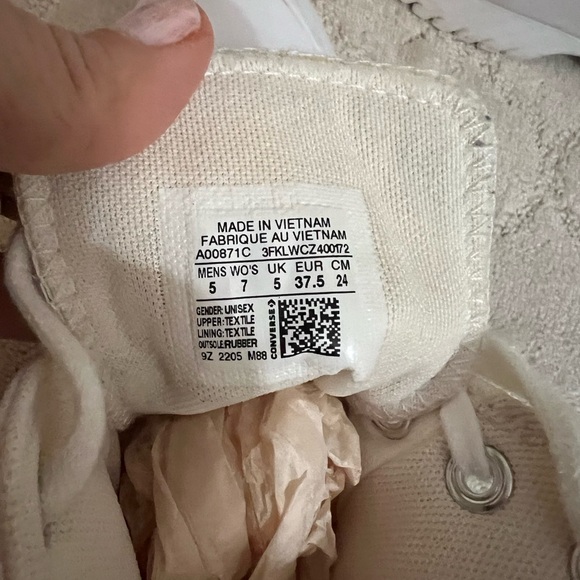 MADE IN VIETNAM
FABRIQUE AU VIETNAM
A00871C 3FKLWCZ400172
MENS WO'S UK EUR CM
5 7 5 37.5 24
GENDER: UNISEX
UPPER: TEXTILE
LINING: TEXTILE
OUTSOLE: RUBBER
9Z 2205 M88
CONVERSE